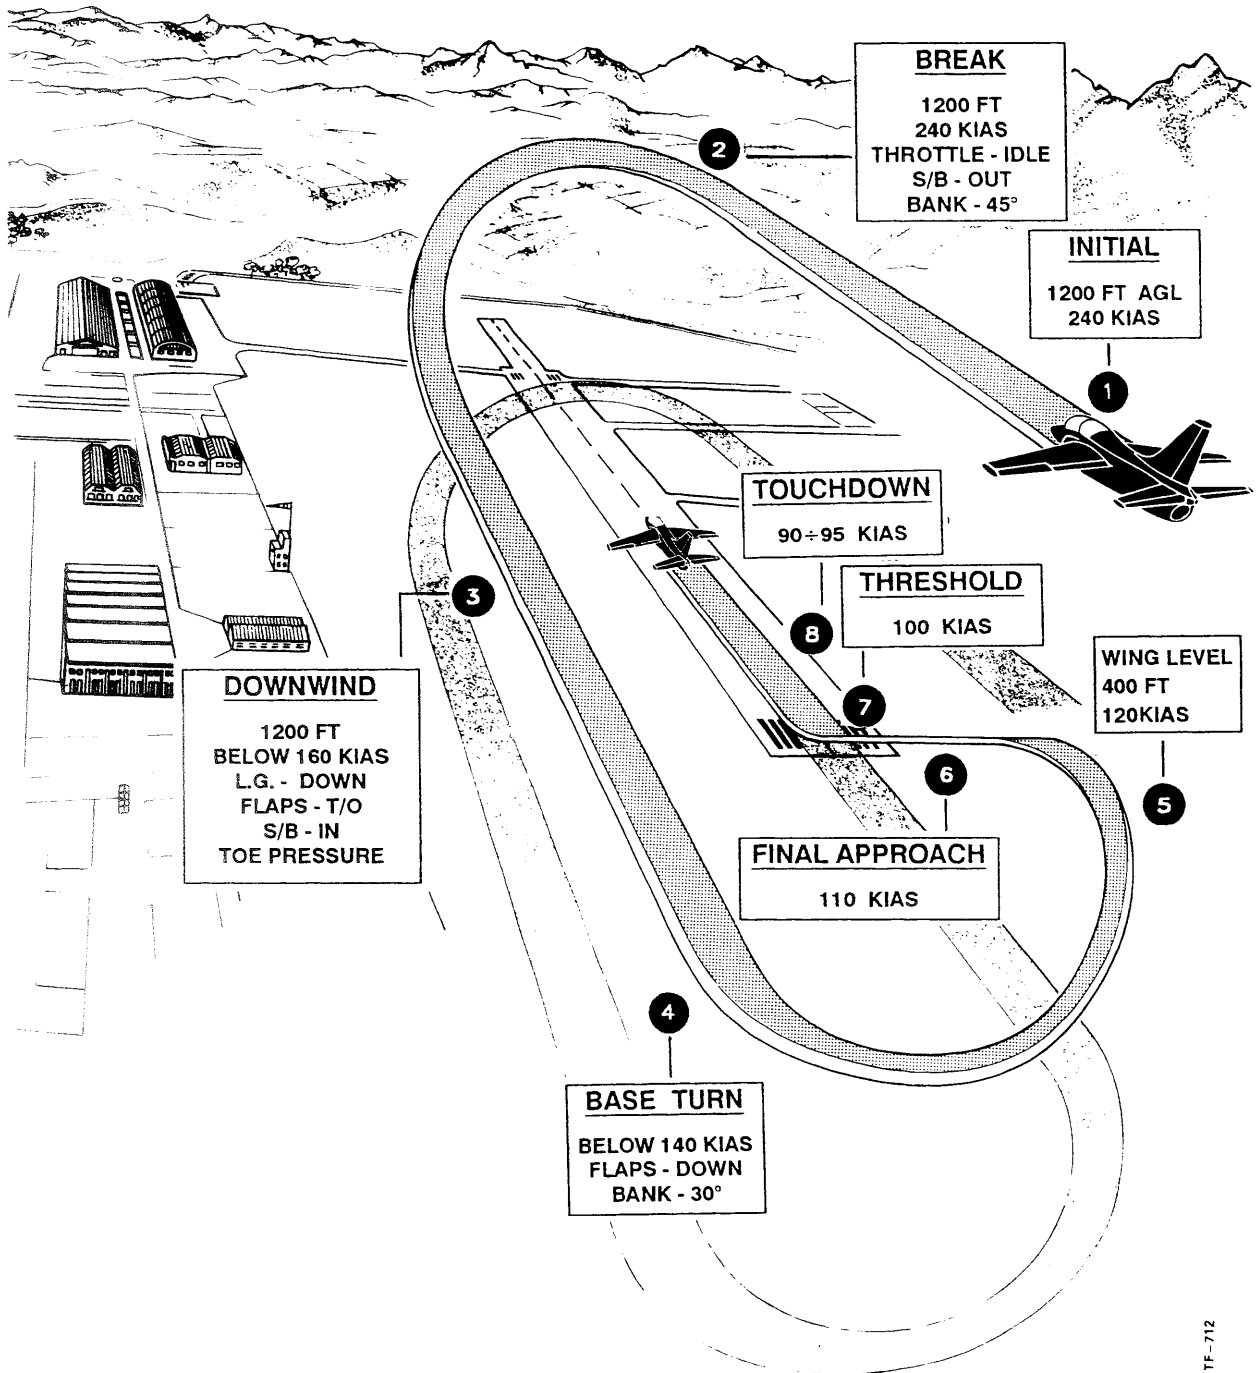 BREAK
1200 FT
240 KIAS
THROTTLE - IDLE
S/B - OUT
BANK - 45°
2
INITIAL
1200 FT AGL
240 KIAS
1
TOUCHDOWN
90÷95 KIAS
8
THRESHOLD
100 KIAS
7
WING LEVEL
400 FT
120KIAS
5
3
DOWNWIND
1200 FT
BELOW 160 KIAS
L.G. - DOWN
FLAPS - T/O
S/B - IN
TOE PRESSURE
6
FINAL APPROACH
110 KIAS
4
BASE TURN
BELOW 140 KIAS
FLAPS - DOWN
BANK - 30°
TF-712